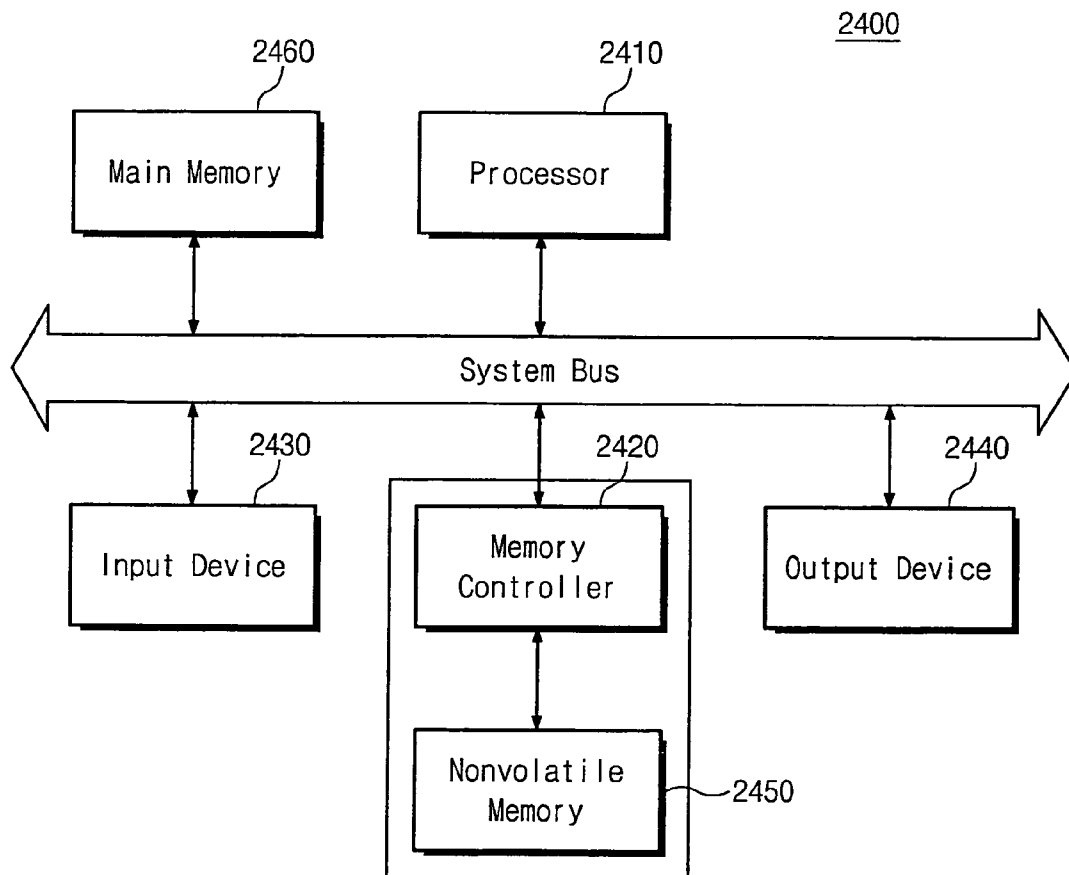 2400
2460
2410
Main Memory
Processor
System Bus
2430
2420
2440
Input Device
Memory
Controller
Output Device
Nonvolatile
Memory
2450